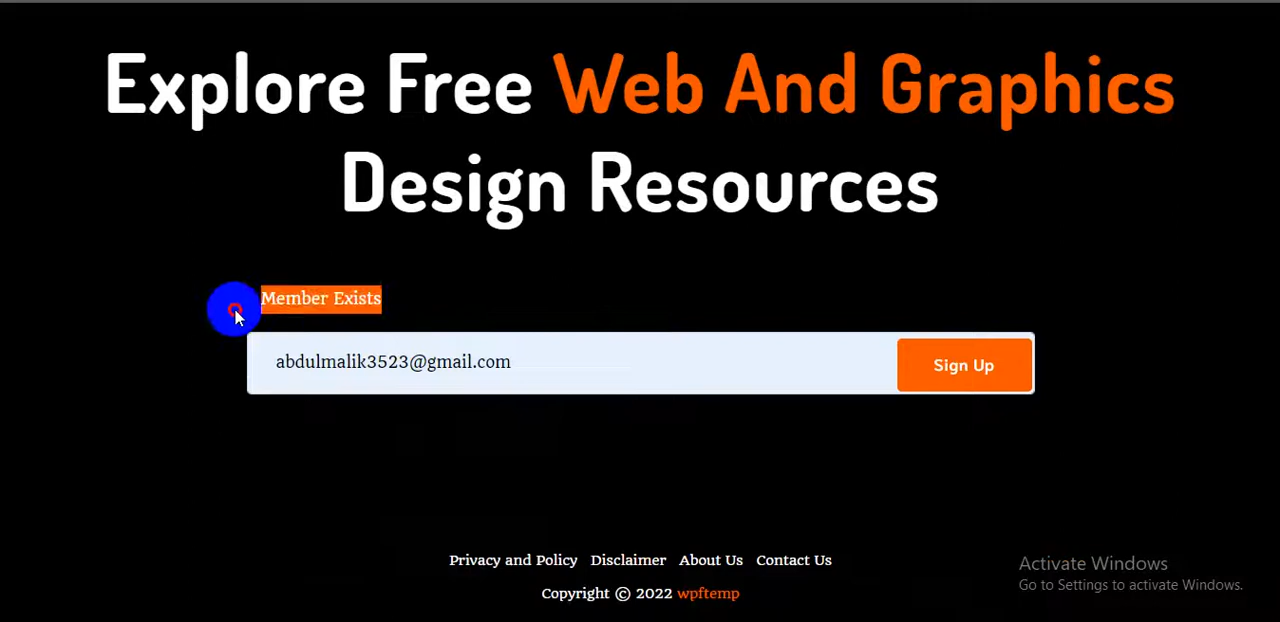 Explore Free Web And Graphics
Design Resources
Member Exists
abdulmalik3523@gmail.com
Sign Up
Privacy and Policy Disclaimer About Us Contact Us
Copyright © 2022 wpftemp
Activate Windows
Go to Settings to activate Windows.